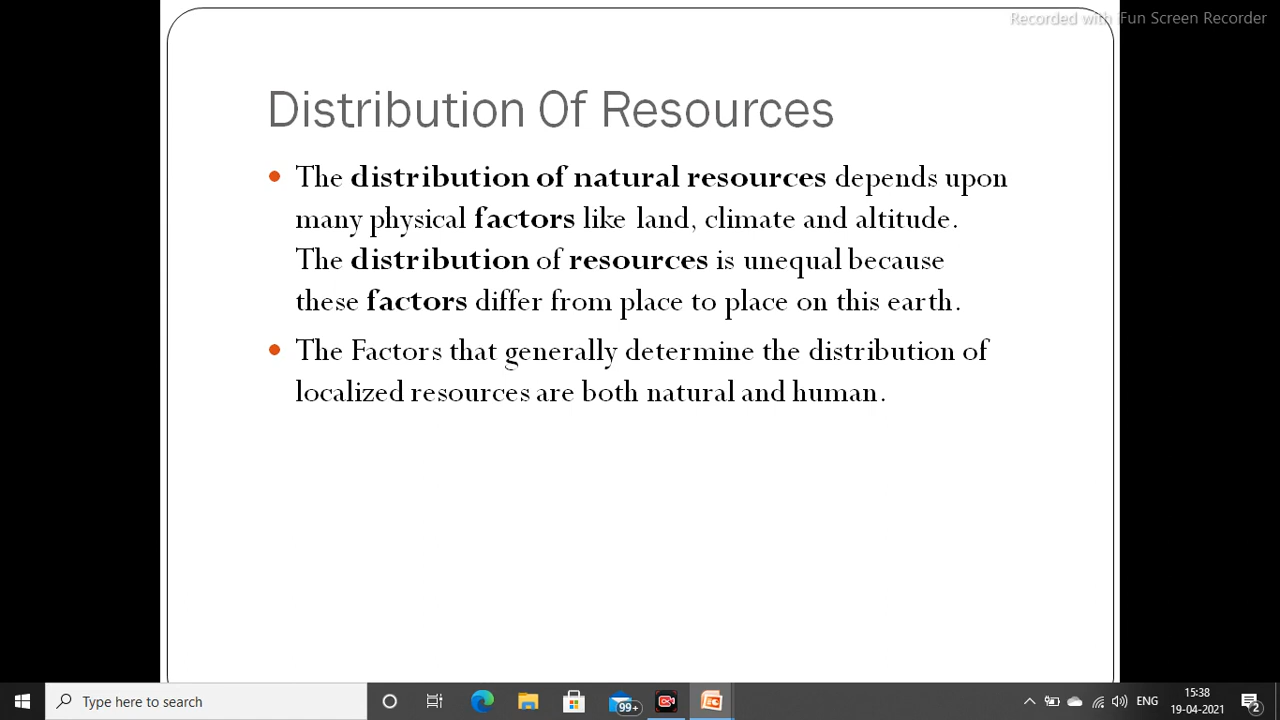 Recorded with iFun Screen Recorder
Distribution Of Resources
The distribution of natural resources depends upon
many physical factors like land, climate and altitude.
The distribution of resources is unequal because
these factors differ from place to place on this earth.
The Factors that generally determine the distribution of
localized resources are both natural and human.
Type here to search
99+
ENG
15:38
19-04-2021
2